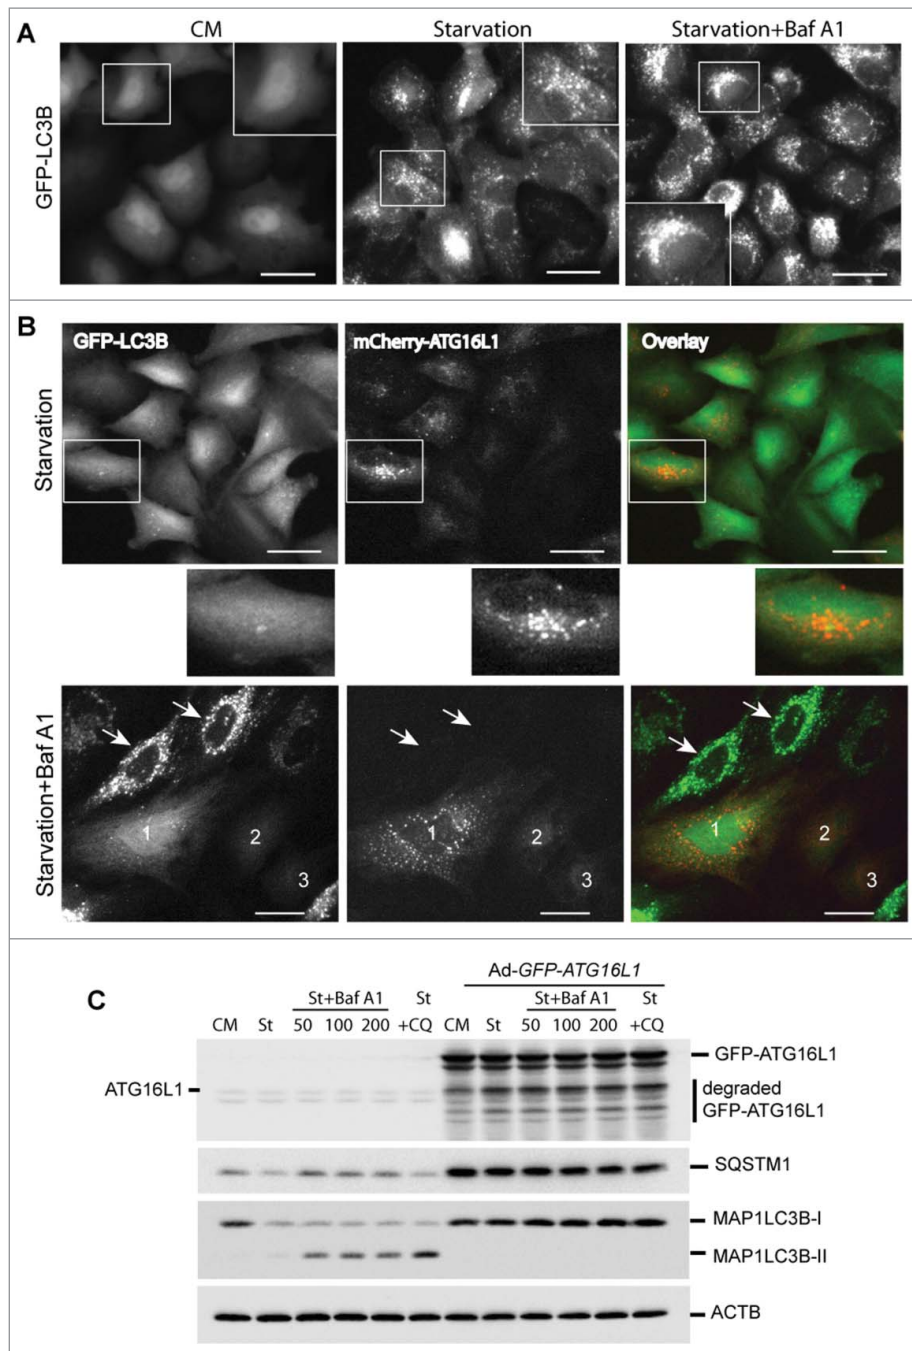 A
CM
Starvation
Starvation+Baf A1
GFP-LC3B
B
GFP-LC3B
mCherry-ATG16L1
Overlay
Starvation
Starvation+Baf A1
1
2
3
1
2
3
1
2
3
C
Ad-GFP-ATG16L1
St+Baf A1 St St+Baf A1 St
CM St 50 100 200 +CQ CM St 50 100 200 +CQ
GFP-ATG16L1
ATG16L1
degraded
GFP-ATG16L1
SQSTM1
MAP1LC3B-I
MAP1LC3B-II
ACTB